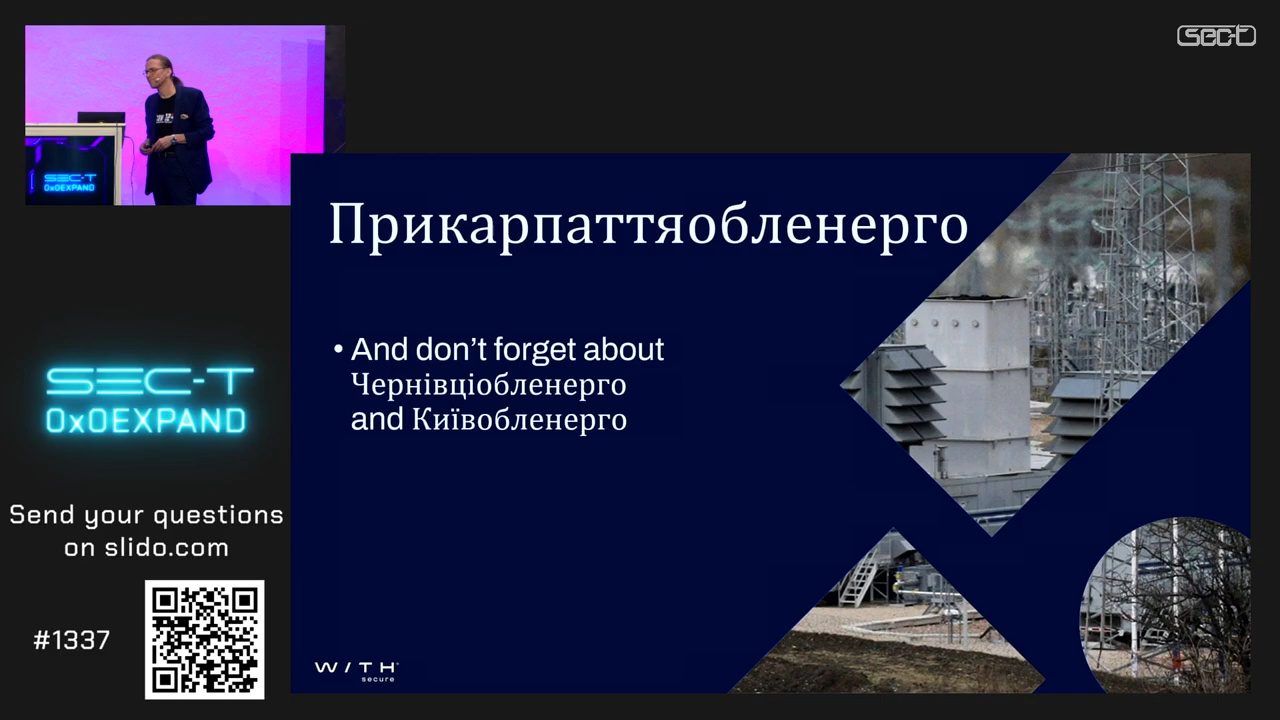 SEC-T
SEC-T
0x0EXPAND
Прикарпаттяобленерго
• And don’t forget about
Чернівціобленерго
and Київобленерго
SEC-T
0x0EXPAND
Send your questions
on slido.com
#1337
W/TH
secure